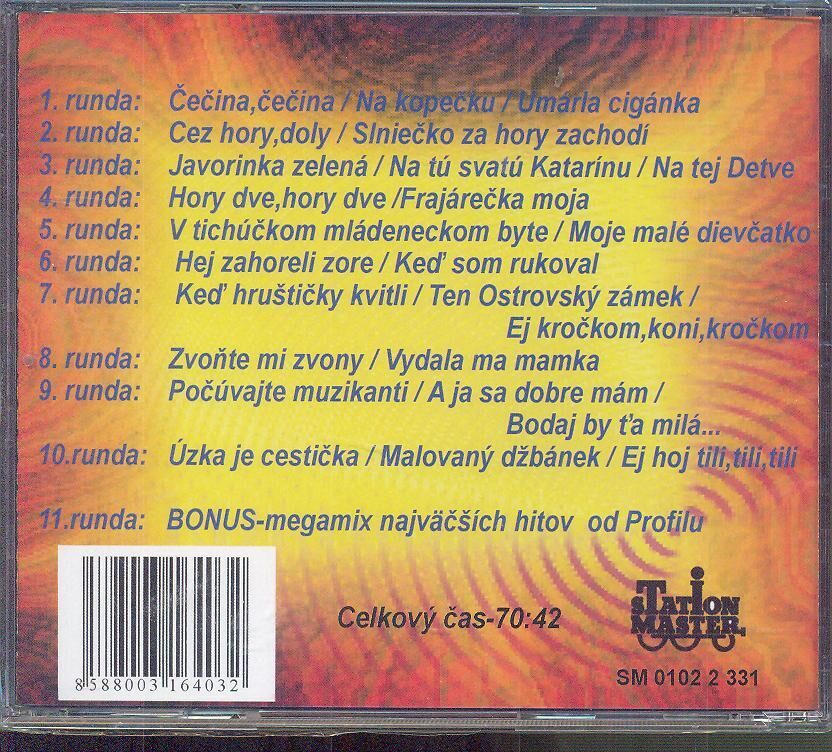 1. runda: Čečina,čečina / Na kopečku / Umárla cigánka
2. runda: Cez hory,doly / Slniečko za hory zachodí
3. runda: Javorinka zelená / Na tú svatú Katarínu / Na tej Detve
4. runda: Hory dve,hory dve /Frajárečka moja
5. runda: V tichúčkom mládeneckom byte / Moje malé dievčatko
6. runda: Hej zahoreli zore / Keď som rukoval
7. runda: Keď hruštičky kvitli / Ten Ostrovský zámek /
Ej kročkom,koni,kročkom
8. runda: Zvoňte mi zvony / Vydala ma mamka
9. runda: Počúvajte muzikanti / A ja sa dobre mám /
Bodaj by ťa milá...
10.runda: Úzka je cestička / Malovaný džbánek / Ej hoj tili,tili,tili
11.runda: BONUS-megamix najväčších hitov od Profilu
Celkový čas-70:42
STATION
MASTER
8 588003 164032
SM 0102 2 331